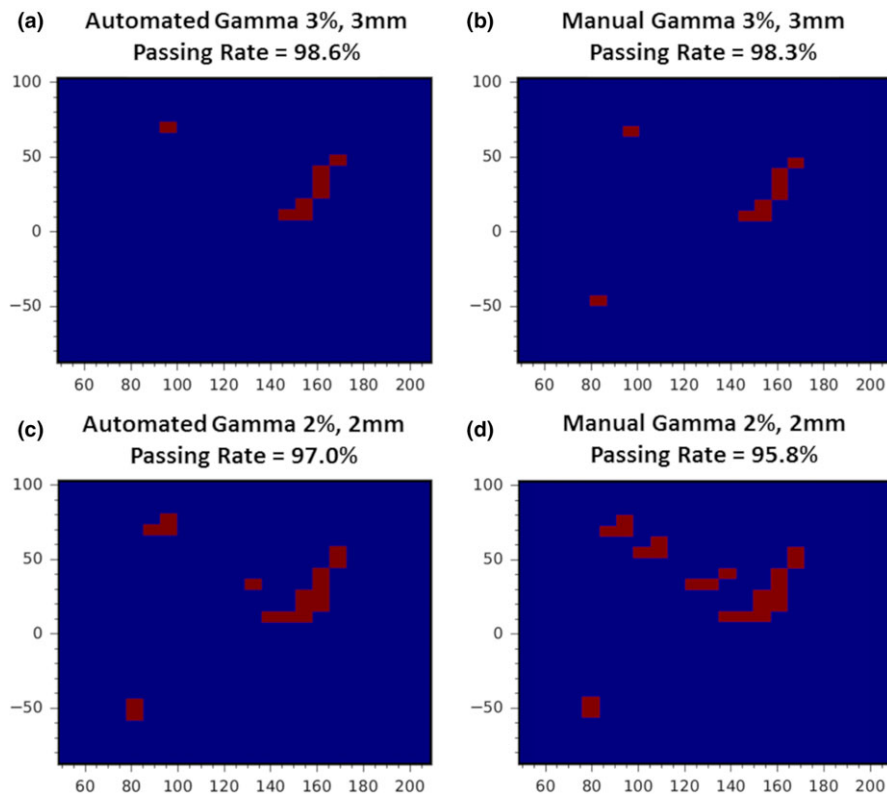 (a) Automated Gamma 3%, 3mm
Passing Rate = 98.6%
100
50
0
−50
60 80 100 120 140 160 180 200
(b) Manual Gamma 3%, 3mm
Passing Rate = 98.3%
100
50
0
−50
60 80 100 120 140 160 180 200
(c) Automated Gamma 2%, 2mm
Passing Rate = 97.0%
100
50
0
−50
60 80 100 120 140 160 180 200
(d) Manual Gamma 2%, 2mm
Passing Rate = 95.8%
100
50
0
−50
60 80 100 120 140 160 180 200